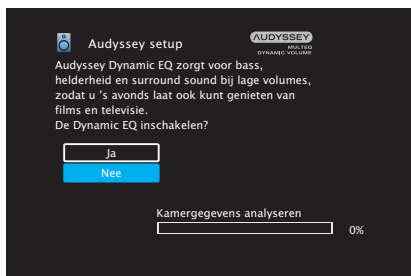 Audyssey setup
AUDYSSEY
MULTEQ
DYNAMIC VOLUME
Audyssey Dynamic EQ zorgt voor bass,
helderheid en surround sound bij lage volumes,
zodat u 's avonds laat ook kunt genieten van
films en televisie.
De Dynamic EQ inschakelen?
Ja
Nee
Kamergegevens analyseren
0%